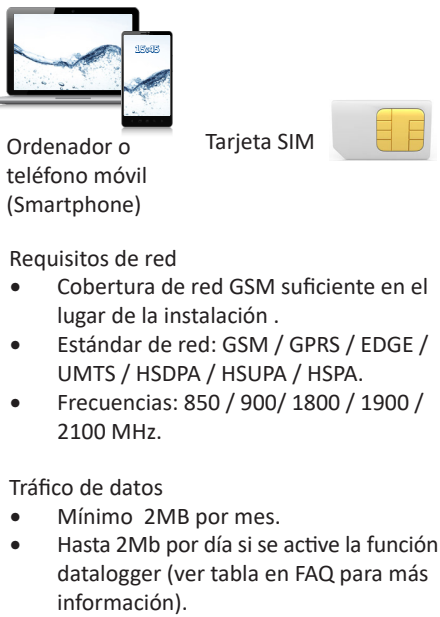 15:45
Ordenador o
teléfono móvil
(Smartphone)
Tarjeta SIM
Requisitos de red
• Cobertura de red GSM suficiente en el
lugar de la instalación .
• Estándar de red: GSM / GPRS / EDGE /
UMTS / HSDPA / HSUPA / HSPA.
• Frecuencias: 850 / 900/ 1800 / 1900 /
2100 MHz.
Tráfico de datos
• Mínimo 2MB por mes.
• Hasta 2Mb por día si se active la función
datalogger (ver tabla en FAQ para más
información).